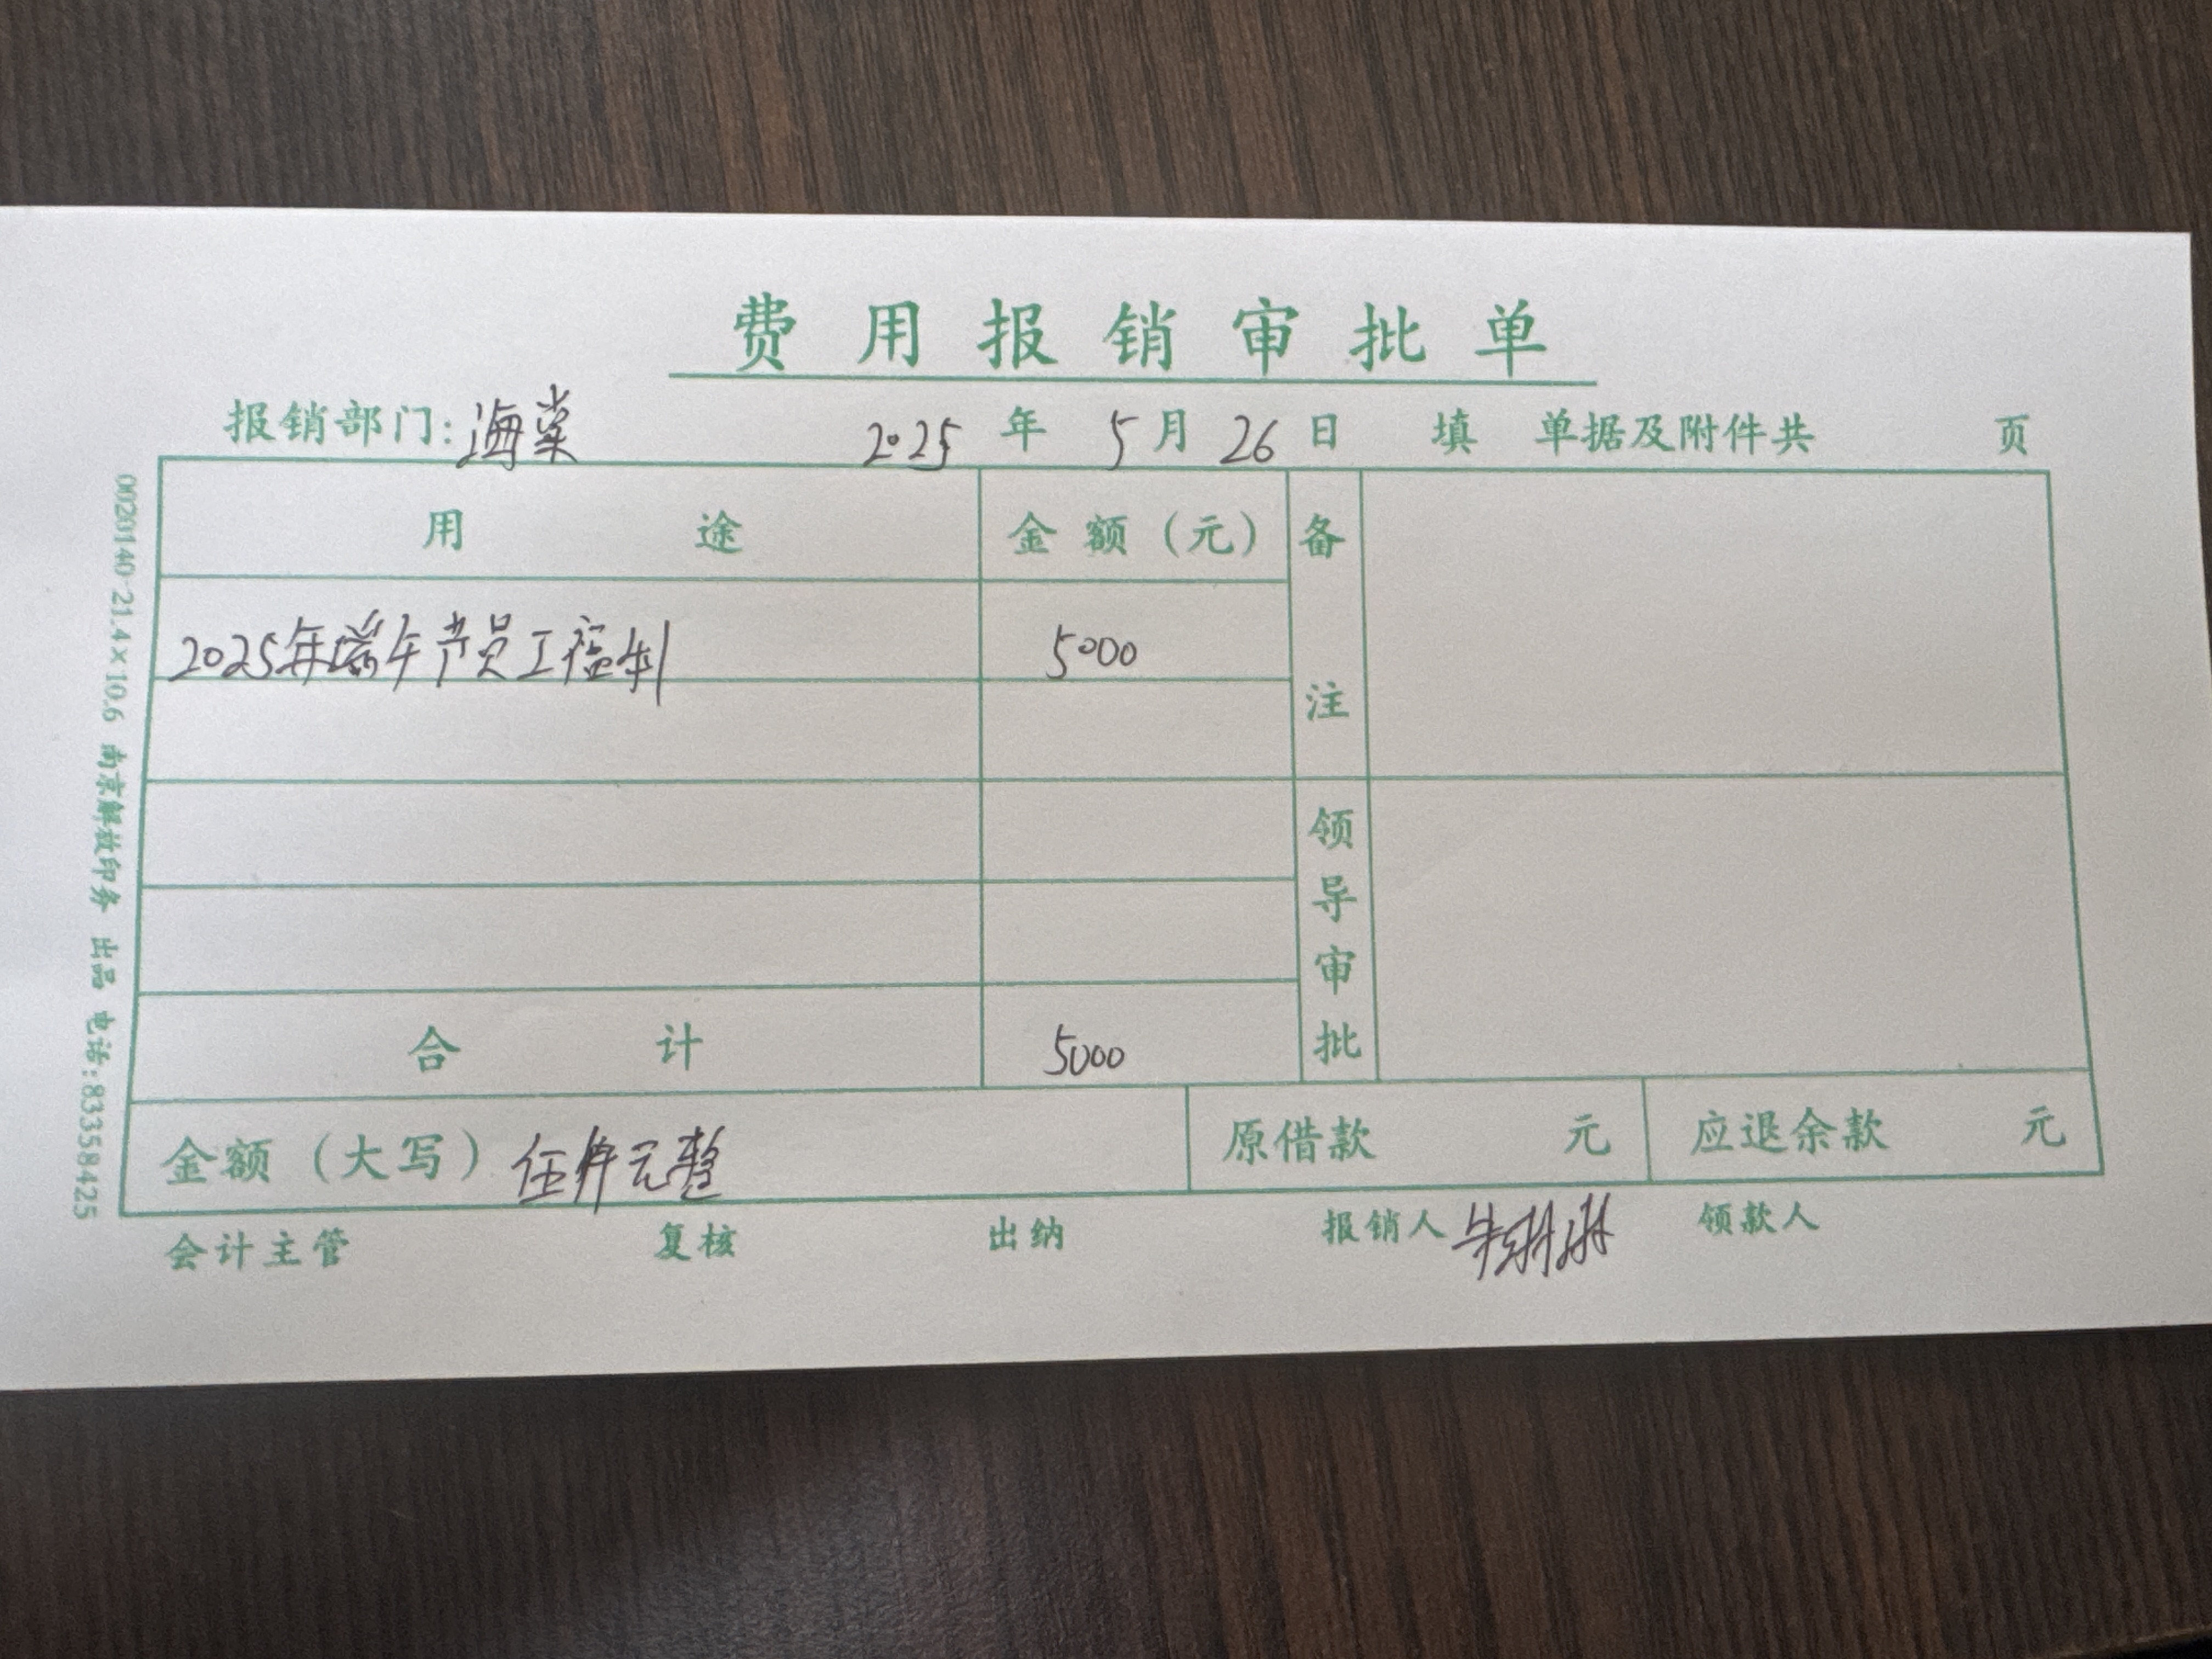 费用报销审批单
报销部门:海棠 2025 年 5 月 26 日 填 单据及附件共 页
用途 金额(元) 备注
2025年端午节员工福利 5000
领导审批
合计 5000
金额(大写)伍仟元整 原借款 元 应退余款 元
会计主管 复核 出纳 报销人 领款人
0020140-21.4×10.6 南京解放印务 出品 电话:83358425